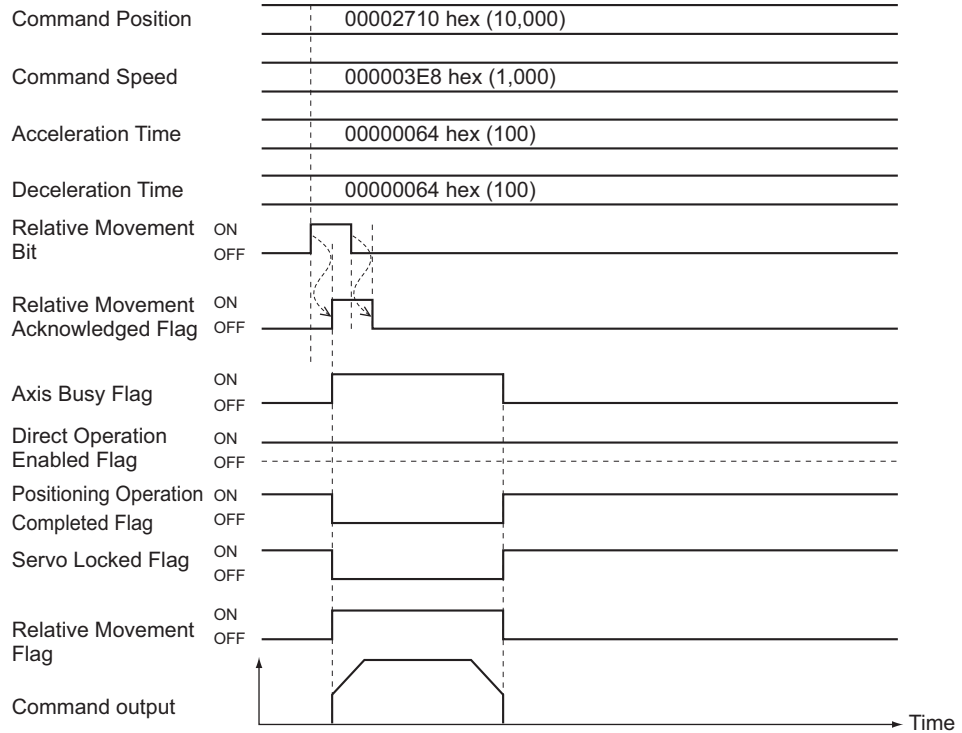 Command Position
00002710 hex (10,000)
Command Speed
000003E8 hex (1,000)
Acceleration Time
00000064 hex (100)
Deceleration Time
00000064 hex (100)
Relative Movement
Bit
ON
OFF
Relative Movement
Acknowledged Flag
ON
OFF
Axis Busy Flag
ON
OFF
Direct Operation
Enabled Flag
ON
OFF
Positioning Operation
Completed Flag
ON
OFF
Servo Locked Flag
ON
OFF
Relative Movement
Flag
ON
OFF
Command output
Time